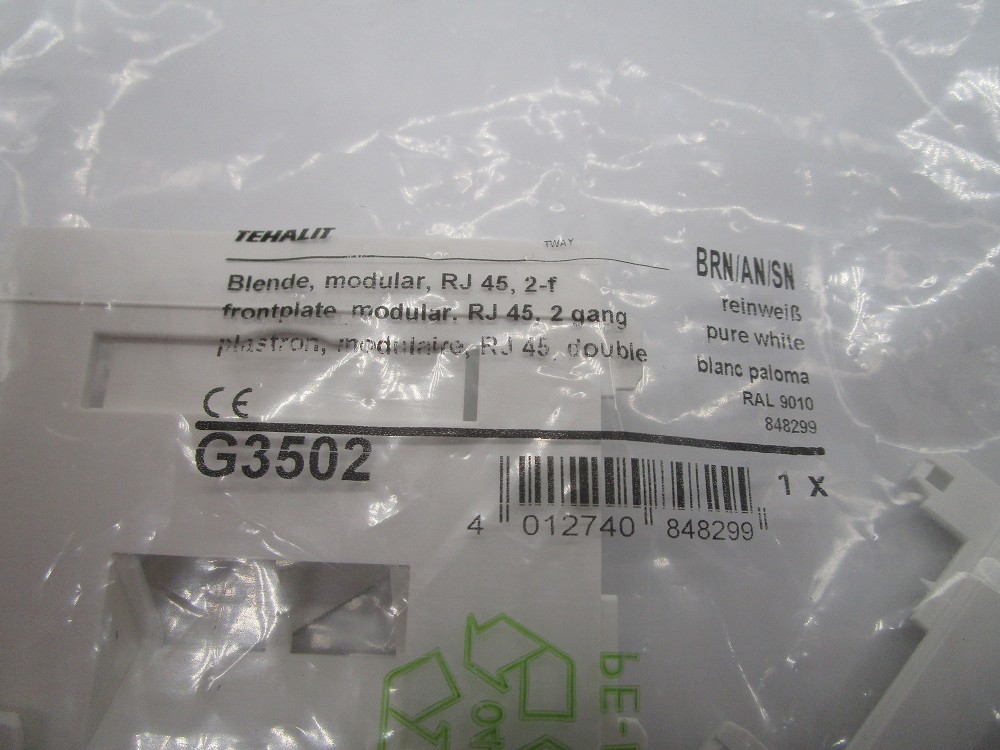 TEHALIT
TWAY
Blende, modular, RJ 45, 2-f
frontplate modular, RJ 45, 2 gang
plastron, modulaire, RJ 45, double
BRN/AN/SN
reinweiß
pure white
blanc paloma
RAL 9010
848299
CE
G3502
1 x
4 012740 848299
PE